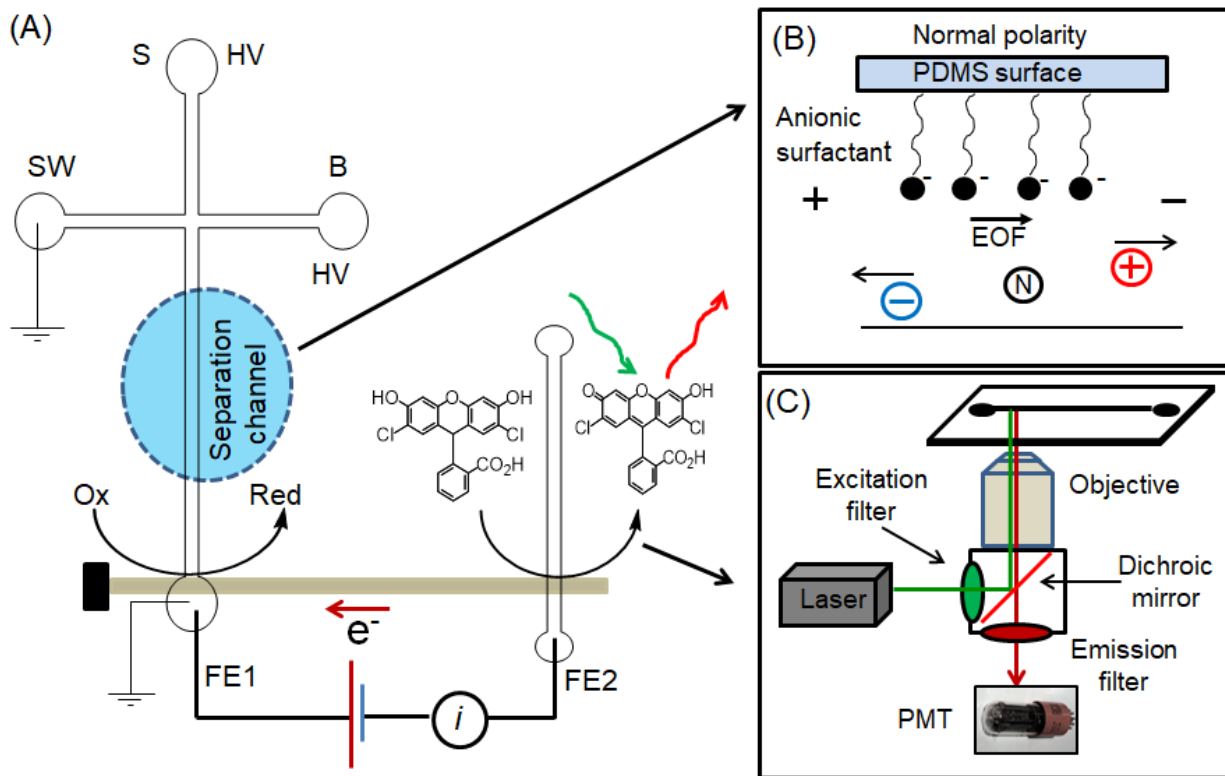 (A)
S
HV
SW
B
HV
Separation
channel
Ox
Red
e-
FE1
i
FE2
HO
O
OH
Cl
Cl
CO2H
O
O
OH
Cl
Cl
CO2H
(B)
Normal polarity
PDMS surface
Anionic
surfactant
- - - -
+
−
EOF
+
−
N
(C)
Excitation
filter
Objective
Laser
Dichroic
mirror
Emission
filter
PMT